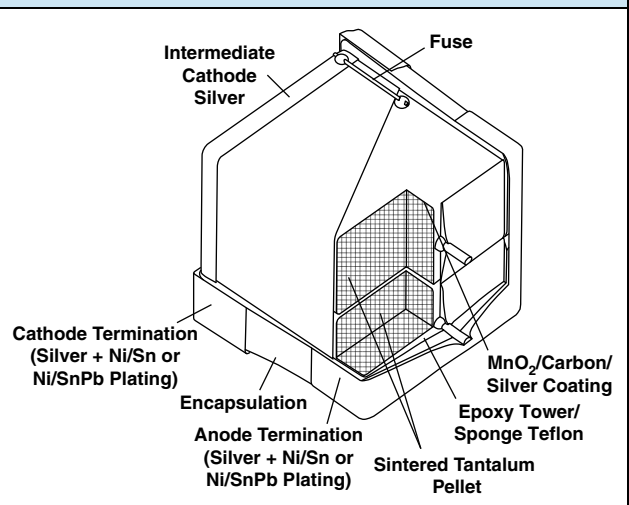 Intermediate
Cathode
Silver
Fuse
Cathode Termination
(Silver + Ni/Sn or
Ni/SnPb Plating)
Encapsulation
Anode Termination
(Silver + Ni/Sn or
Ni/SnPb Plating)
MnO₂/Carbon/
Silver Coating
Epoxy Tower/
Sponge Teflon
Sintered Tantalum
Pellet